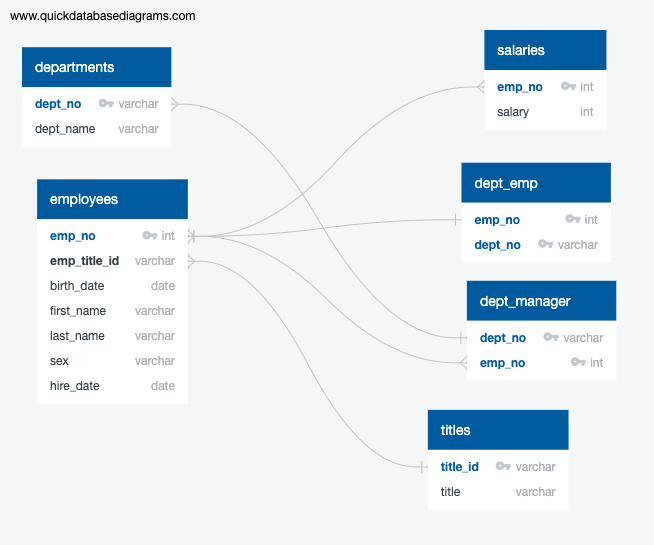 www.quickdatabasediagrams.com
departments
dept_no varchar
dept_name varchar
employees
emp_no int
emp_title_id varchar
birth_date date
first_name varchar
last_name varchar
sex varchar
hire_date date
salaries
emp_no int
salary int
dept_emp
emp_no int
dept_no varchar
dept_manager
dept_no varchar
emp_no int
titles
title_id varchar
title varchar